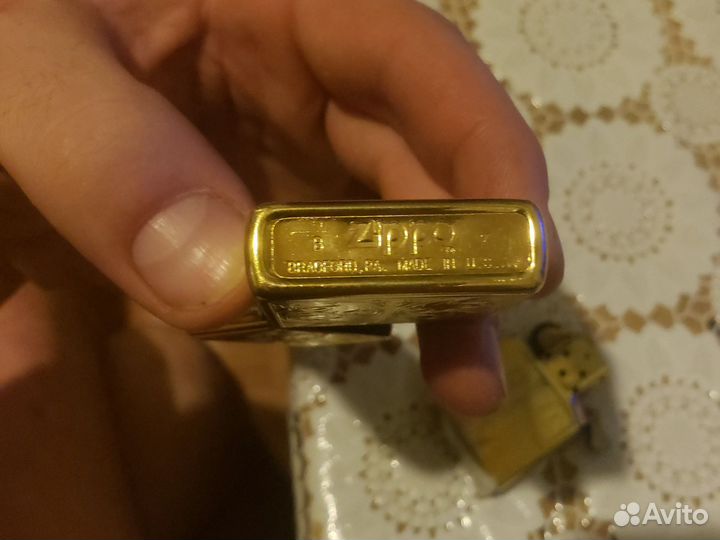 B Zippo
BRADFORD, PA. MADE IN U.S.A.
Avito